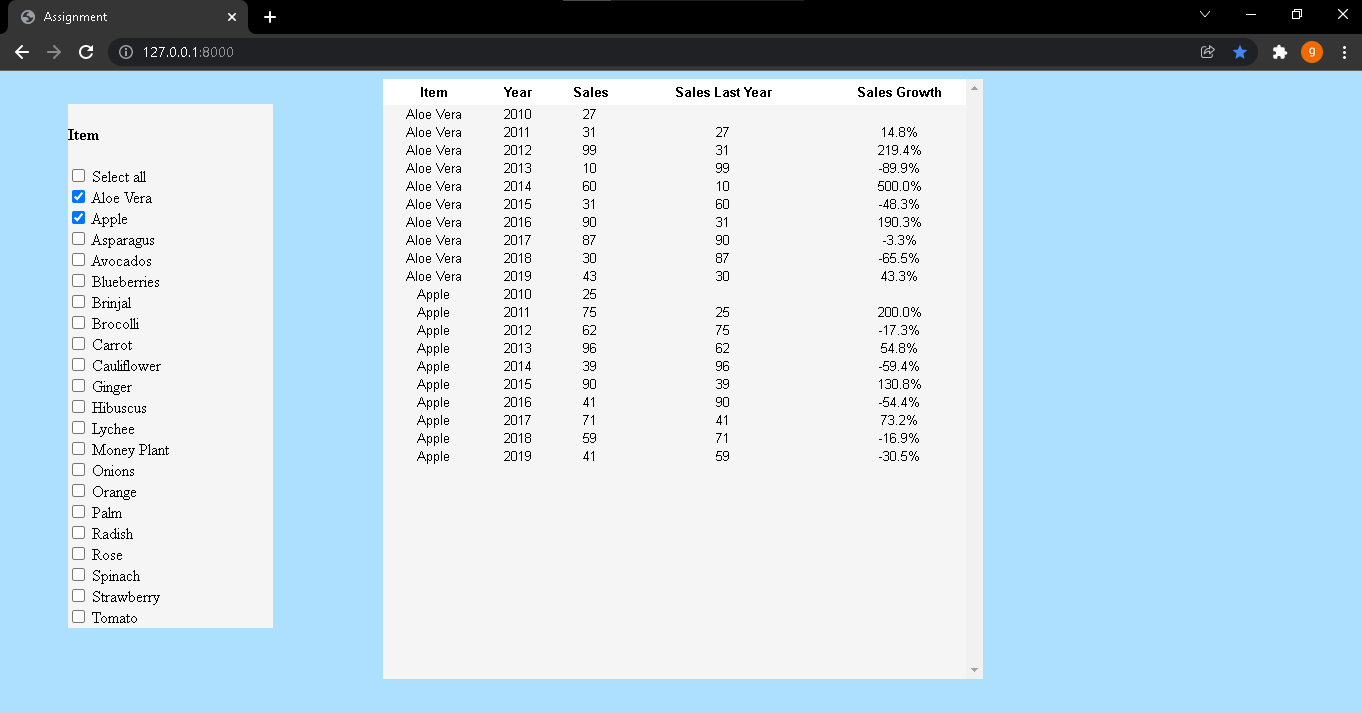 Assignment
127.0.0.1:8000
g
Item
Select all
Aloe Vera
Apple
Asparagus
Avocados
Blueberries
Brinjal
Brocolli
Carrot
Cauliflower
Ginger
Hibuscus
Lychee
Money Plant
Onions
Orange
Palm
Radish
Rose
Spinach
Strawberry
Tomato
Item Year Sales Sales Last Year Sales Growth
Aloe Vera 2010 27
Aloe Vera 2011 31 27 14.8%
Aloe Vera 2012 99 31 219.4%
Aloe Vera 2013 10 99 -89.9%
Aloe Vera 2014 60 10 500.0%
Aloe Vera 2015 31 60 -48.3%
Aloe Vera 2016 90 31 190.3%
Aloe Vera 2017 87 90 -3.3%
Aloe Vera 2018 30 87 -65.5%
Aloe Vera 2019 43 30 43.3%
Apple 2010 25
Apple 2011 75 25 200.0%
Apple 2012 62 75 -17.3%
Apple 2013 96 62 54.8%
Apple 2014 39 96 -59.4%
Apple 2015 90 39 130.8%
Apple 2016 41 90 -54.4%
Apple 2017 71 41 73.2%
Apple 2018 59 71 -16.9%
Apple 2019 41 59 -30.5%